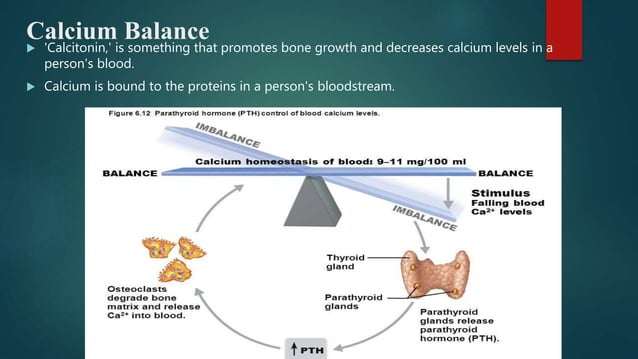 Calcium Balance
'Calcitonin,' is something that promotes bone growth and decreases calcium levels in a
person's blood.
Calcium is bound to the proteins in a person's bloodstream.
Figure 6.12 Parathyroid hormone (PTH) control of blood calcium levels.
IMBALANCE
Calcium homeostasis of blood: 9–11 mg/100 ml
BALANCE
BALANCE
Stimulus
Falling blood
Ca2+ levels
IMBALANCE
Thyroid
gland
Osteoclasts
degrade bone
matrix and release
Ca2+ into blood.
Parathyroid
glands
Parathyroid
glands release
parathyroid
hormone (PTH).
↑ PTH